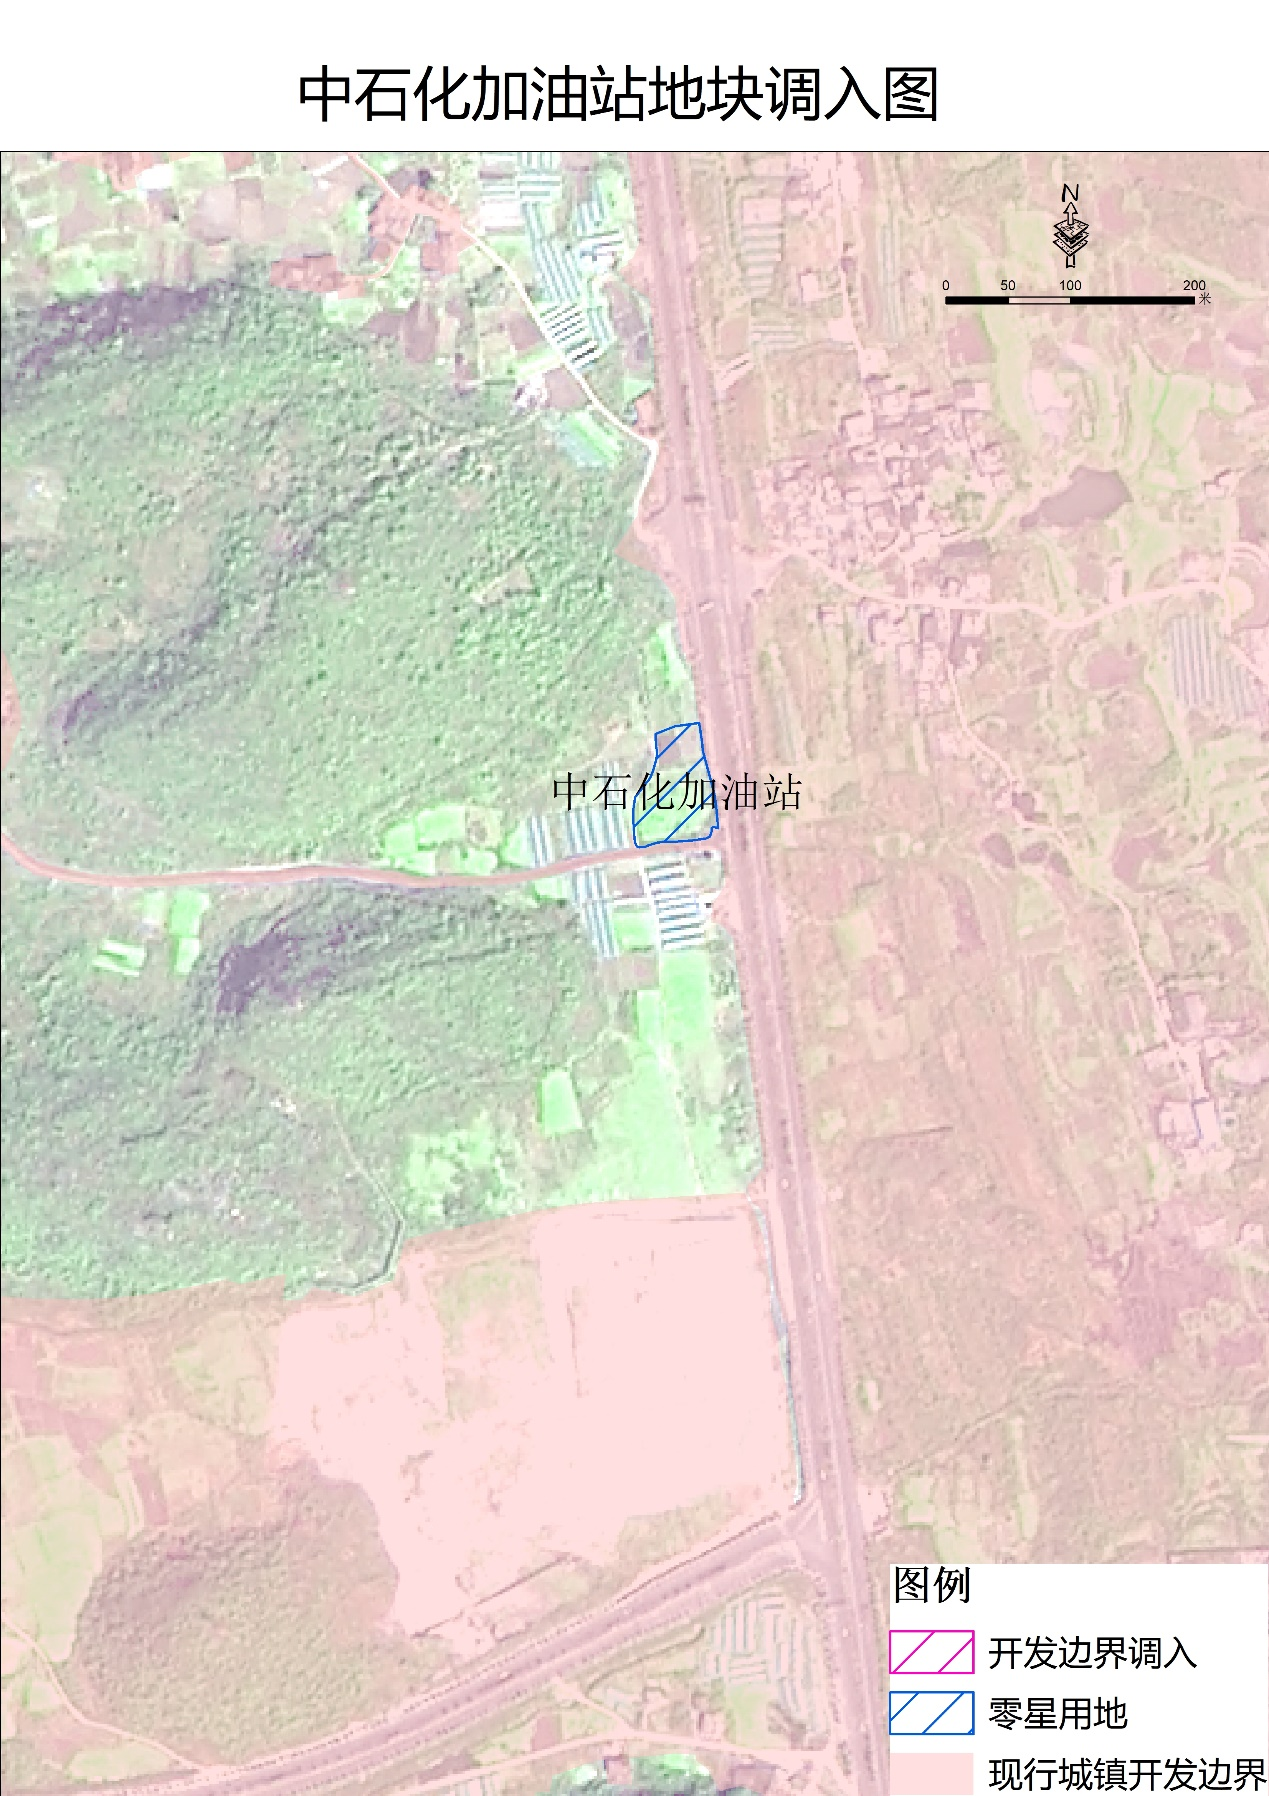 中石化加油站地块调入图
N
0 50 100 200
米
中石化加油站
图例
开发边界调入
零星用地
现行城镇开发边界